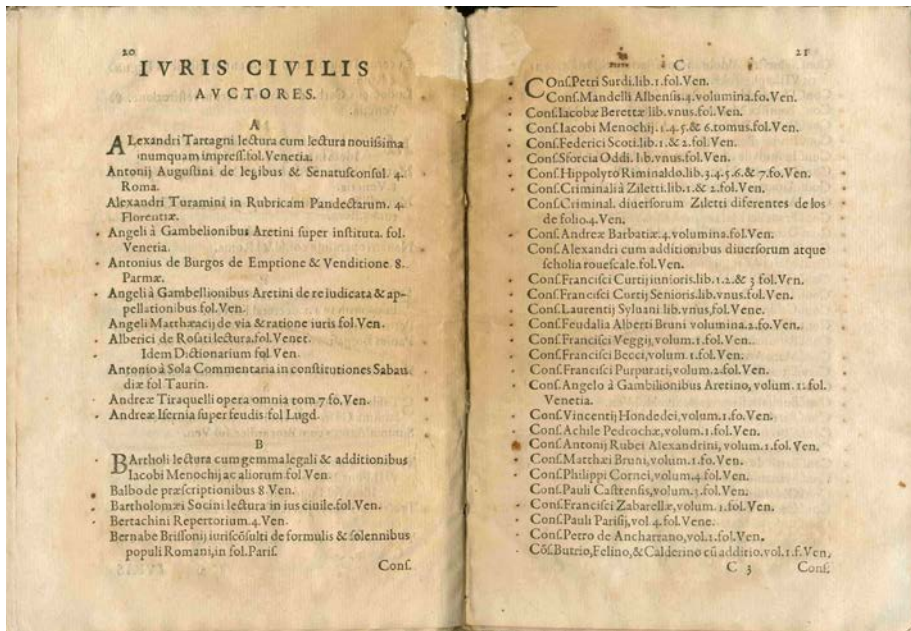 20
IVRIS CIVILIS
AVCTORES.
A
ALexandri Tartagni lectura cum lectura nouissima
numquam impress.fol.Venetia.
Antonij Augustini de legibus & Senatusconsul. 4.
Roma.
Alexandri Turamini in Rubricam Pandectarum. 4.
Florentiæ.
Angeli à Gambelionibus Aretini super instituta. fol.
Venetia.
Antonius de Burgos de Emptione & Venditione. 8.
Parmæ.
Angeli à Gambellionibus Aretini de re iudicata & ap-
pellationibus fol.Ven.
Angeli Matthæacij de via & ratione iuris fol.Ven.
Alberici de Rosati lectura.fol.Venet.
Idem Dictionarium fol Ven.
Antonio à Sola Commentaria in constitutiones Sabau
diæ fol Taurin.
Andreæ Tiraquelli opera omnia tom 7 fo,Ven.
Andreæ Isernia super feudis fol Lugd.
B
BArtholi lectura cum gemma legali & additionibus
Iacobi Menochij ac aliorum fol.Ven.
Balbo de præscriptionibus 8 Ven.
Bartholomæi Socini lectura in ius ciuile.fol.Ven.
Bertachini Repertorium.4.Ven.
Bernabe Brissonij iuriscõsulti de formulis & solennibus
populi Romani,in fol.Paris.
Cons.
21
C
COns.Petri Surdi.lib.1.fol.Ven.
Cons.Mandelli Albensis.4.volumina.fo.Ven.
Cons.Iacobæ Berettæ lib.vnus.fol.Ven.
Cons.Iacobi Menochij.1.4.5.& 6.tomus.fol.Ven.
Cons.Federici Scoti.lib.1.& 2.fol.Ven.
Cons.Sforcia Oddi.lib.vnus.fol.Ven.
Cons.Hippolyto Riminaldo.lib.3.4.5.6.& 7.fo.Ven.
Cons.Criminalià Ziletti.lib.1.& 2.fol.Ven.
Cons.Criminal. diuersorum Ziletti diferentes de los
de folio.4.Ven.
Cons.Andreæ Barbatiæ.4.volumina.fol.Ven.
Cons.Alexandri cum additionibus diuersorum atque
scholia rouescale.fol.Ven.
Cons.Francisci Curtij iunioris.lib.1.2.& 3 fol.Ven.
Cons.Francisci Curtij Senioris.lib.vnus.fol.Ven.
Cons.Laurentij Syluani lib.vnus,fol.Vene.
Cons.Feudalia Alberti Bruni volumina.2.fo.Ven.
Cons.Francisci Veggij,volum.1.fol.Ven.
Cons.Francisci Becci,volum.1.fol.Ven.
Cons.Francisci Purpurati,volum.2.fol.Ven.
Cons.Angelo à Gambilionibus Aretino, volum.1.fol.
Venetia.
Cons.Vincentij Hondedei,volum.1.fo.Ven.
Cons.Achile Pedrochæ,volum.1.fol.Ven.
Cons.Antonij Rubei Alexandrini, volum.1.fol.Ven.
Cons.Matthæi Bruni,volum.1.fo.Ven.
Cons.Philippi Cornei,volum.4.fol.Ven.
Cons.Pauli Castrensis,volum.3.fol.Ven.
Cons.Francisci Zabarellæ,volum.1.fol.Ven.
Cons.Pauli Parisij,vol.4.fol.Vene.
Cons.Petro de Ancharrano,vol.1.fol.Ven.
Cõs.Butrio,Felino,& Calderino cũ additio.vol.1.f.Ven,
C 3
Cons.